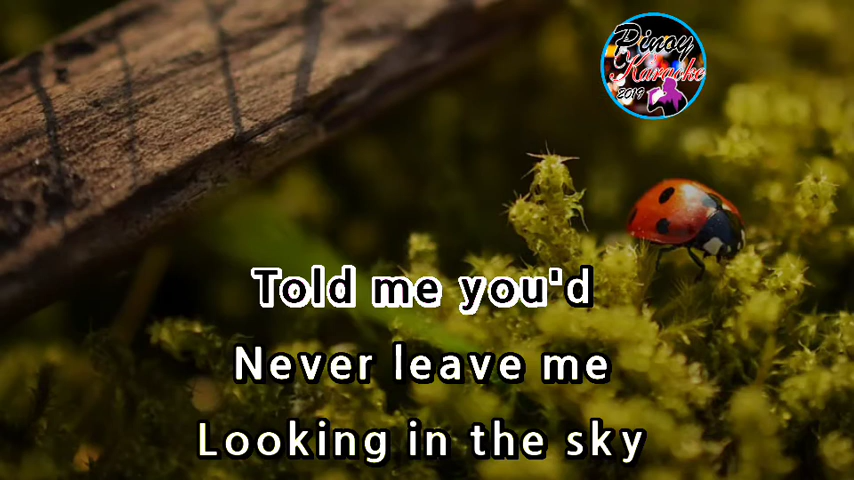 Pinoy
Karaoke
2019
Told me you'd
Never leave me
Looking in the sky